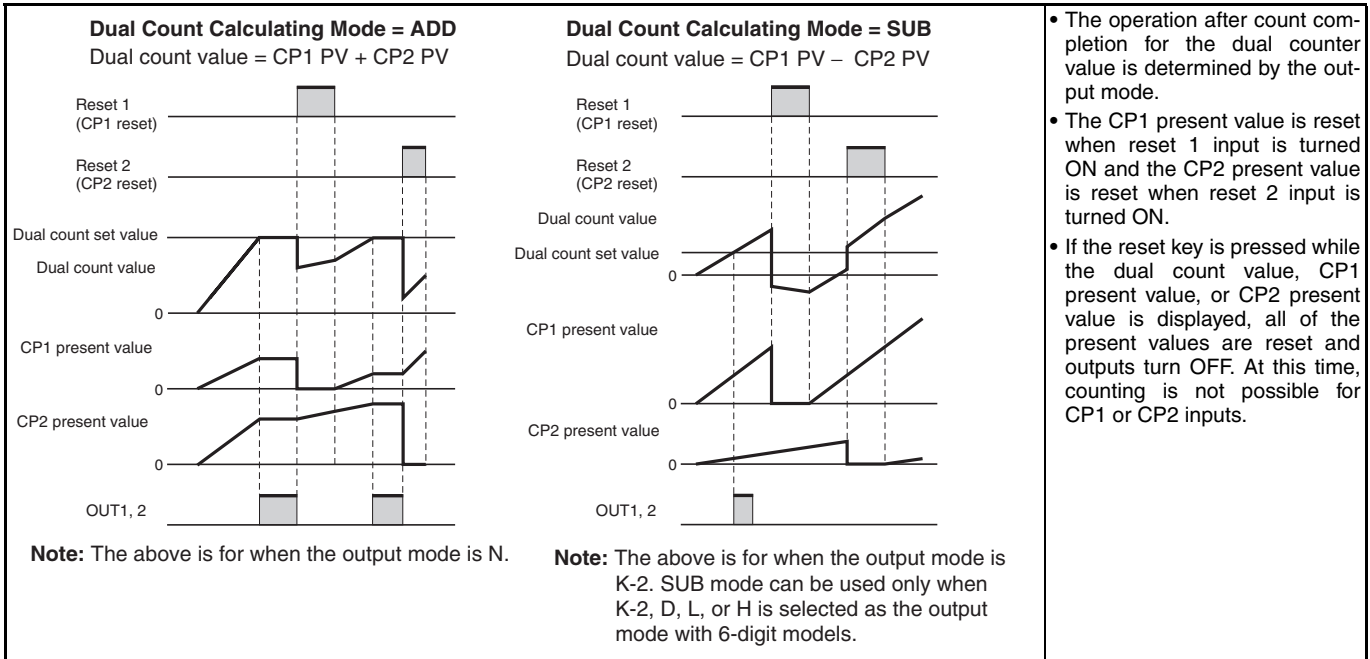 Dual Count Calculating Mode = ADD
Dual count value = CP1 PV + CP2 PV
Reset 1
(CP1 reset)
Reset 2
(CP2 reset)
Dual count set value
Dual count value
0
CP1 present value
0
CP2 present value
0
OUT1, 2
Note: The above is for when the output mode is N.
Dual Count Calculating Mode = SUB
Dual count value = CP1 PV – CP2 PV
Reset 1
(CP1 reset)
Reset 2
(CP2 reset)
Dual count value
Dual count set value
0
CP1 present value
0
CP2 present value
0
OUT1, 2
Note: The above is for when the output mode is
K-2. SUB mode can be used only when
K-2, D, L, or H is selected as the output
mode with 6-digit models.
• The operation after count com-
pletion for the dual counter
value is determined by the out-
put mode.
• The CP1 present value is reset
when reset 1 input is turned
ON and the CP2 present value
is reset when reset 2 input is
turned ON.
• If the reset key is pressed while
the dual count value, CP1
present value, or CP2 present
value is displayed, all of the
present values are reset and
outputs turn OFF. At this time,
counting is not possible for
CP1 or CP2 inputs.